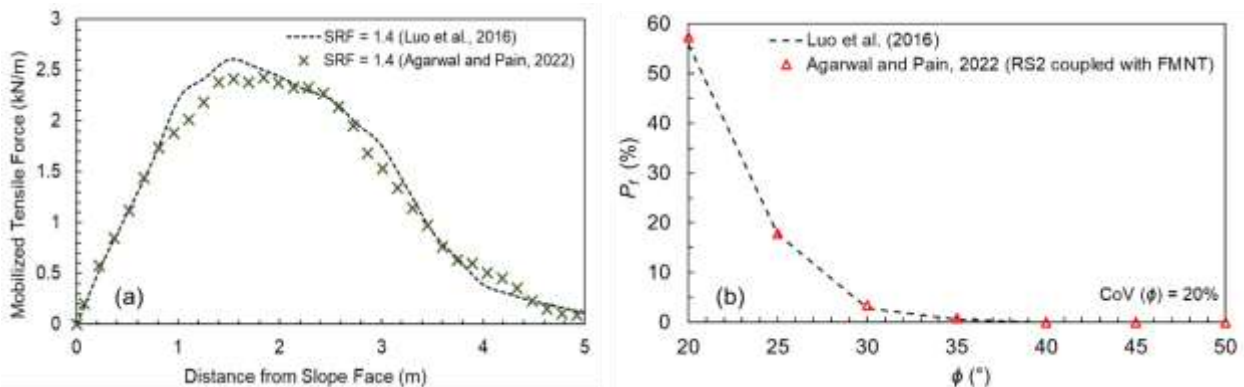 3
2.5
2
1.5
1
0.5
0
Mobilized Tensile Force (kN/m)
SRF = 1.4 (Luo et al., 2016)
SRF = 1.4 (Agarwal and Pain, 2022)
(a)
0 1 2 3 4 5
Distance from Slope Face (m)
60
50
40
30
20
10
0
Pf (%)
Luo et al. (2016)
Agarwal and Pain, 2022 (RS2 coupled with FMNT)
(b)
CoV (ϕ) = 20%
20 25 30 35 40 45 50
ϕ (°)